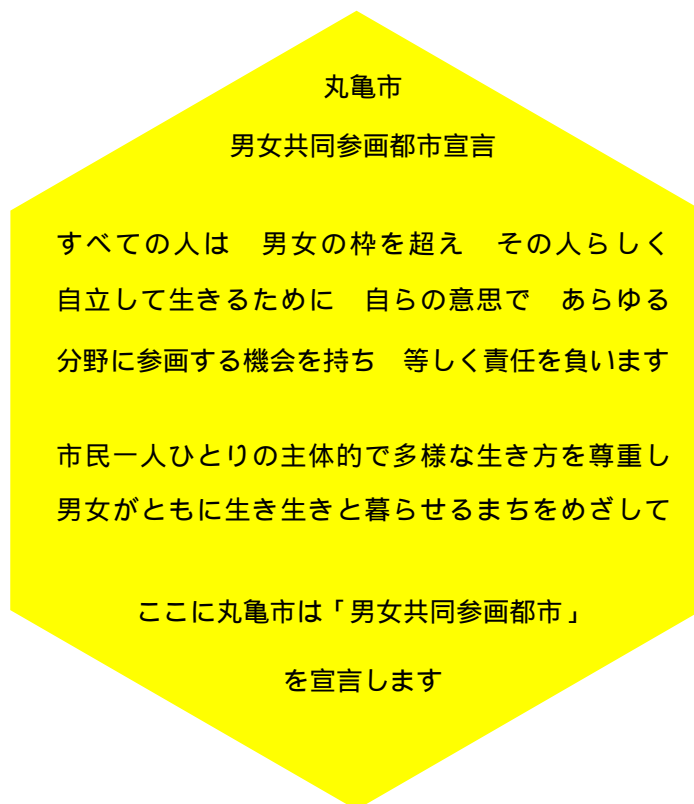 丸亀市
男女共同参画都市宣言
すべての人は　男女の枠を超え　その人らしく
自立して生きるために　自らの意思で　あらゆる
分野に参画する機会を持ち　等しく責任を負います
市民一人ひとりの主体的で多様な生き方を尊重し
男女がともに生き生きと暮らせるまちをめざして
ここに丸亀市は「男女共同参画都市」
を宣言します